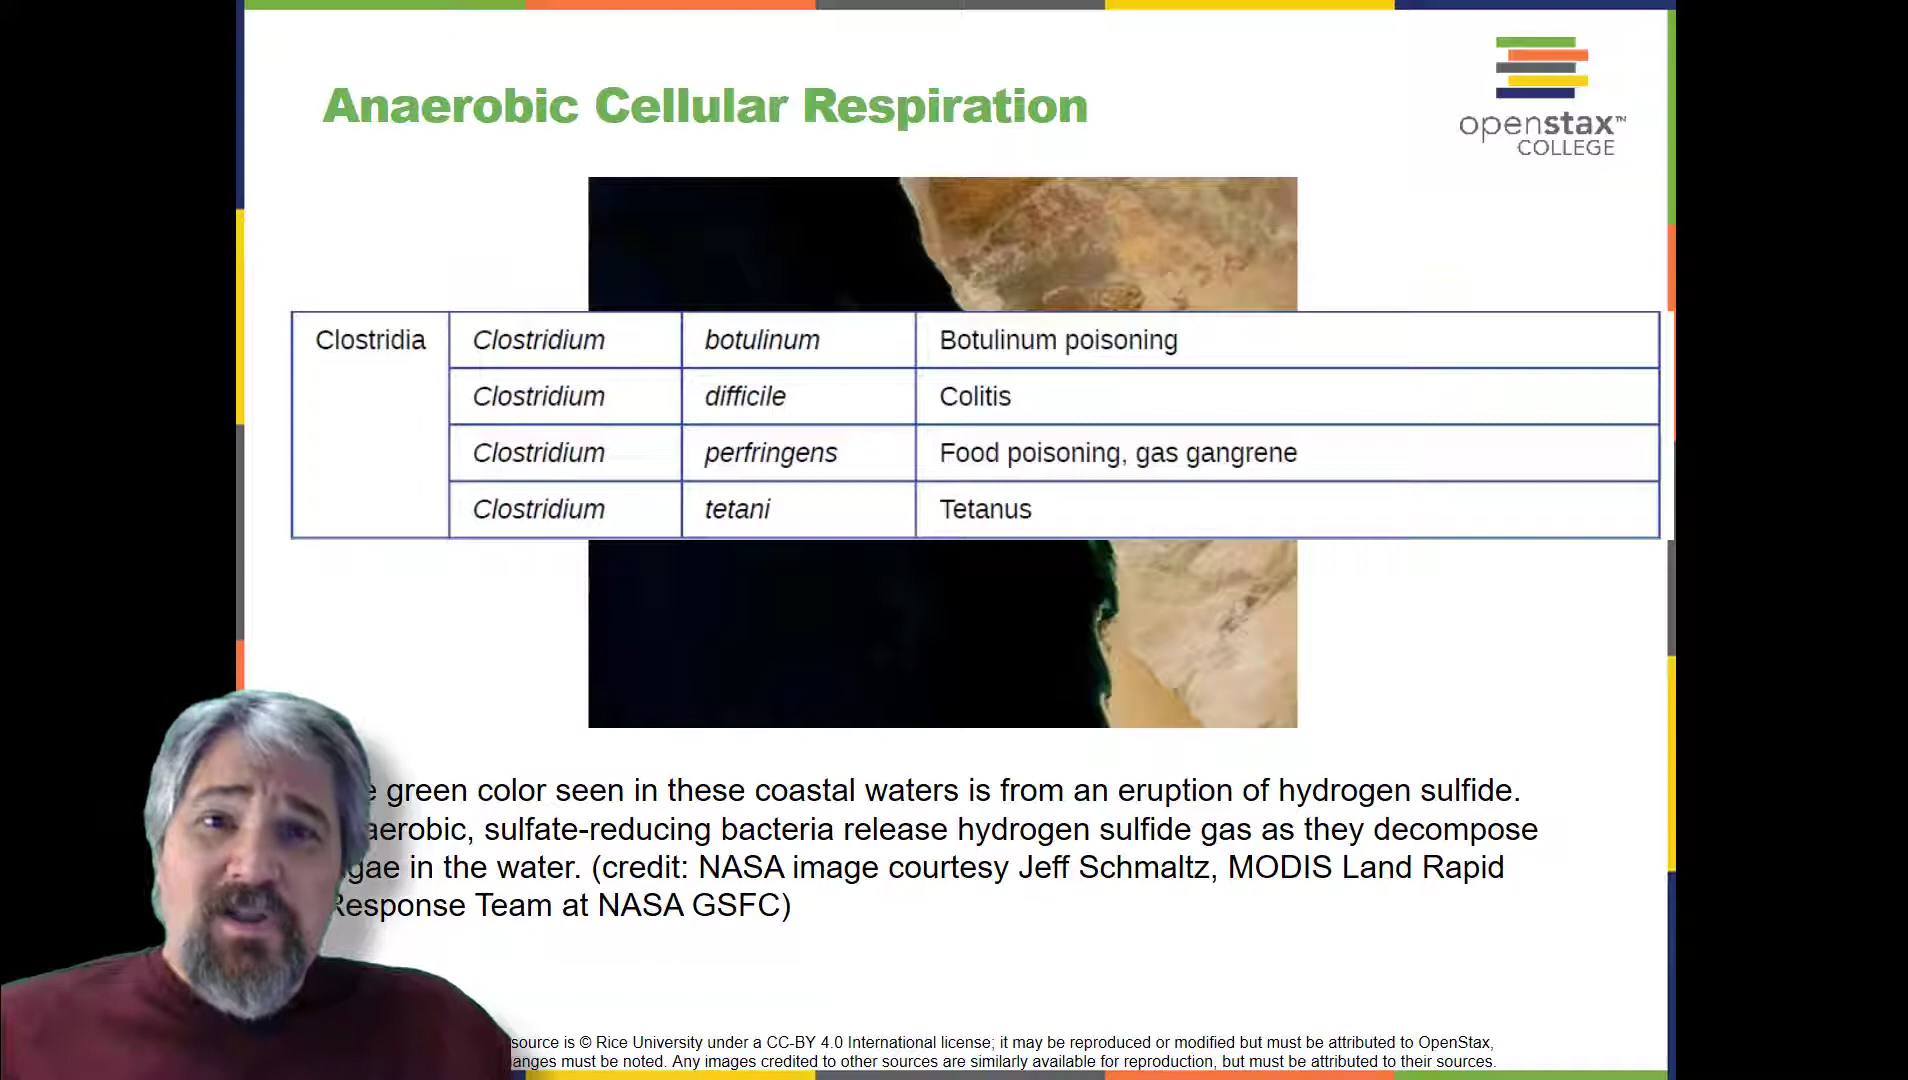 Anaerobic Cellular Respiration
openstax™
COLLEGE
Clostridia Clostridium botulinum Botulinum poisoning
Clostridium difficile Colitis
Clostridium perfringens Food poisoning, gas gangrene
Clostridium tetani Tetanus
green color seen in these coastal waters is from an eruption of hydrogen sulfide.
aerobic, sulfate-reducing bacteria release hydrogen sulfide gas as they decompose
gae in the water. (credit: NASA image courtesy Jeff Schmaltz, MODIS Land Rapid
Response Team at NASA GSFC)
source is © Rice University under a CC-BY 4.0 International license; it may be reproduced or modified but must be attributed to OpenStax,
anges must be noted. Any images credited to other sources are similarly available for reproduction, but must be attributed to their sources.